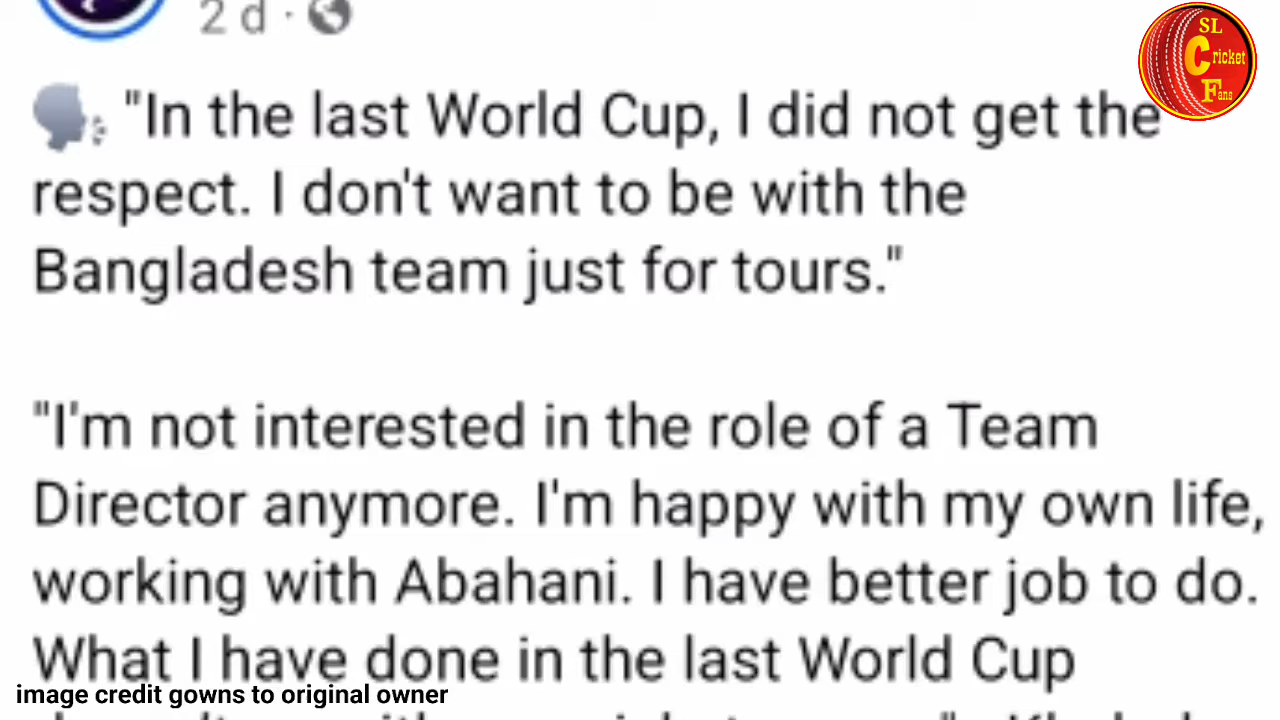 2 d ·
SL
Cricket
Fans
"In the last World Cup, I did not get the
respect. I don't want to be with the
Bangladesh team just for tours."
"I'm not interested in the role of a Team
Director anymore. I'm happy with my own life,
working with Abahani. I have better job to do.
What I have done in the last World Cup
image credit gowns to original owner